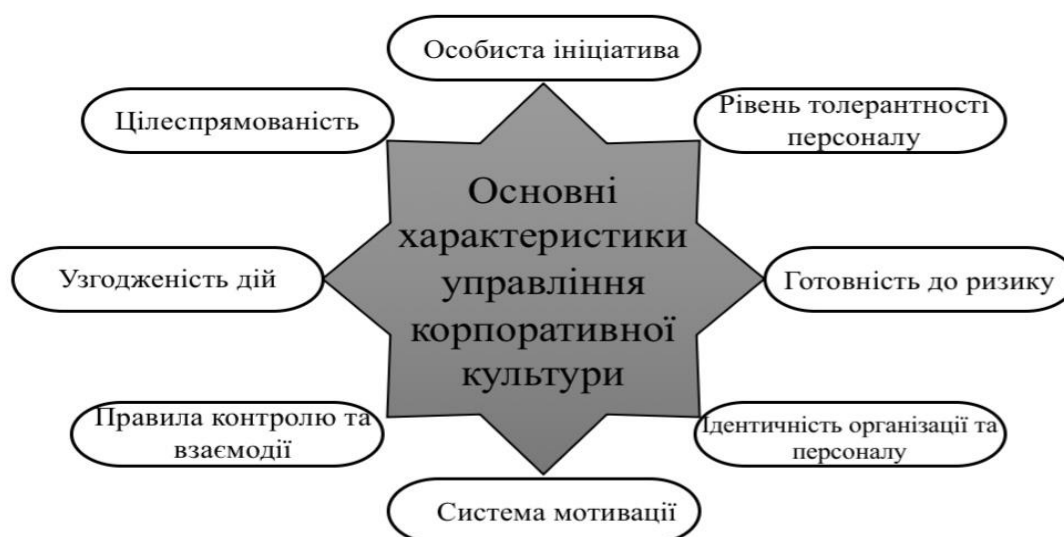 Особиста ініціатива
Цілеспрямованість
Рівень толерантності
персоналу
Основні
характеристики
управління
корпоративної
культури
Узгодженість дій
Готовність до ризику
Правила контролю та
взаємодії
Ідентичність організації та
персоналу
Система мотивації